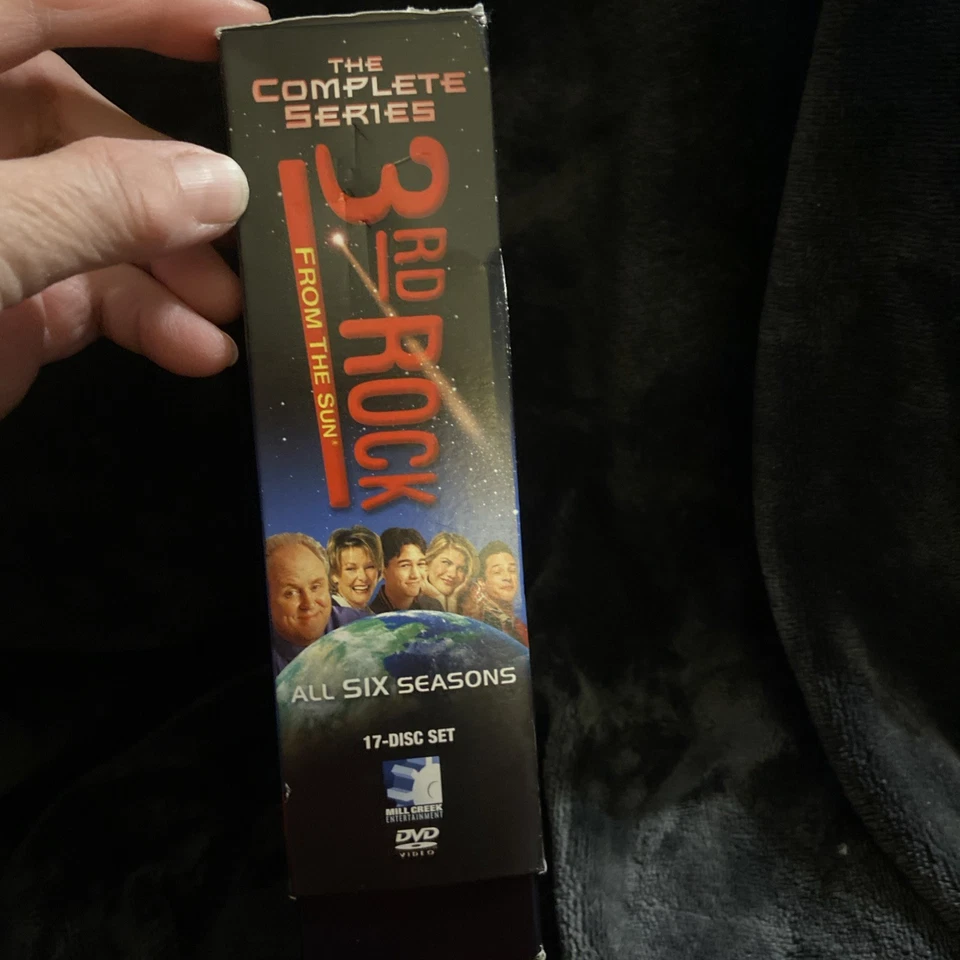 THE
COMPLETE
SERIES
3RD ROCK
FROM THE SUN
ALL SIX SEASONS
17-DISC SET
MILL CREEK
ENTERTAINMENT
DVD
VIDEO